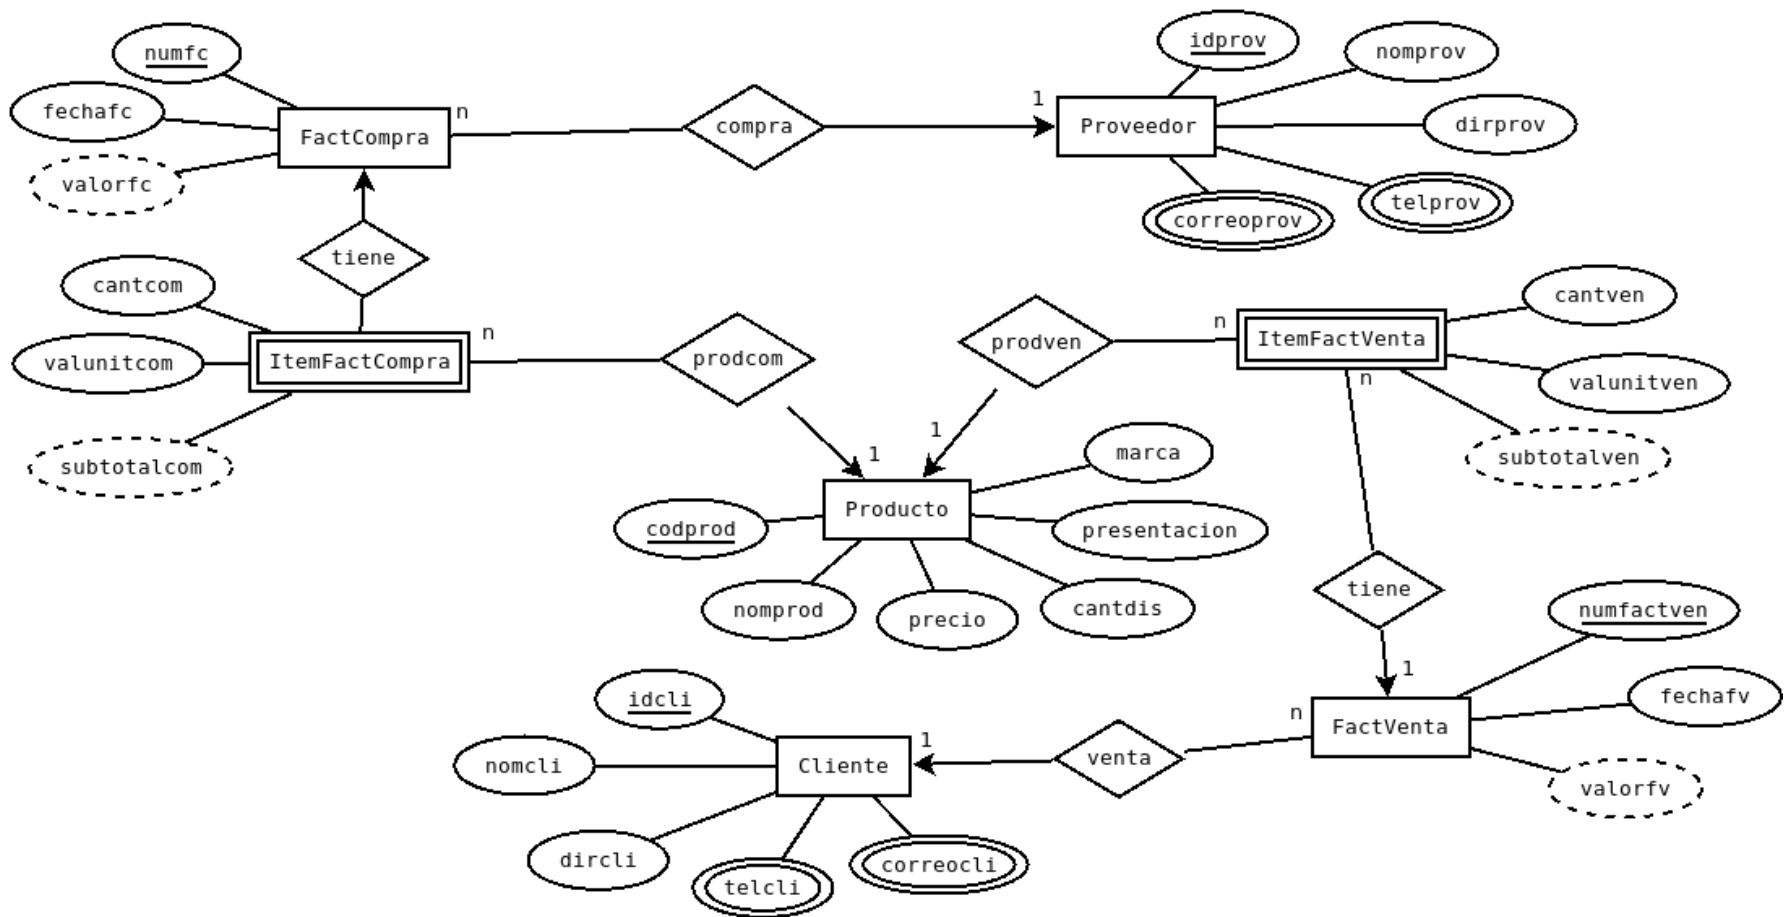 numfc
fechafc
valorfc
FactCompra
n
compra
1
Proveedor
idprov
nomprov
dirprov
telprov
correoprov
tiene
cantcom
valunitcom
subtotalcom
ItemFactCompra
n
prodcom
1
prodven
1
n
ItemFactVenta
cantven
valunitven
subtotalven
n
Producto
marca
presentacion
codprod
nomprod
precio
cantdis
tiene
1
numfactven
fechafv
valorfv
FactVenta
n
venta
1
Cliente
idcli
nomcli
dircli
telcli
correocli